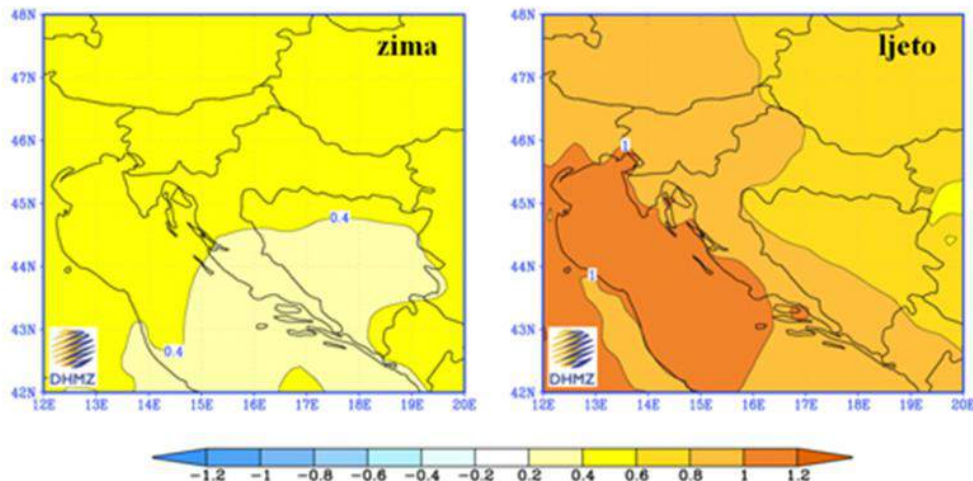 zima
48N
47N
46N
45N
44N
43N
42N
0.4
0.4
DHMZ
12E 13E 14E 15E 16E 17E 18E 19E 20E
ljeto
48N
47N
46N
45N
44N
43N
42N
1
1
DHMZ
12E 13E 14E 15E 16E 17E 18E 19E 20E
-1.2 -1 -0.8 -0.6 -0.4 -0.2 0.2 0.4 0.6 0.8 1 1.2